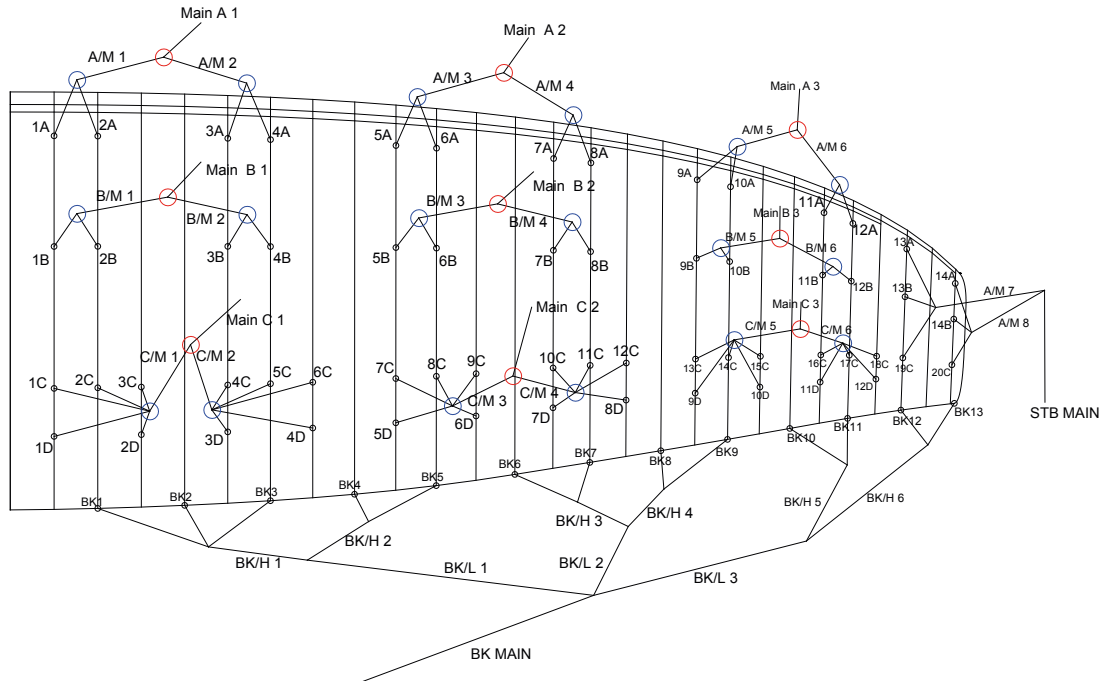 Main A 1
Main A 2
A/M 1
A/M 2
A/M 3
A/M 4
Main A 3
A/M 5
A/M 6
1A
2A
3A
4A
5A
6A
7A
8A
9A
10A
11A
12A
Main B 1
Main B 2
Main B 3
B/M 1
B/M 2
B/M 3
B/M 4
B/M 5
B/M 6
13A
14A
1B
2B
3B
4B
5B
6B
7B
8B
9B
10B
11B
12B
13B
14B
A/M 7
A/M 8
Main C 1
Main C 2
Main C 3
C/M 1
C/M 2
C/M 3
C/M 4
C/M 5
C/M 6
1C
2C
3C
4C
5C
6C
7C
8C
9C
10C
11C
12C
13C
14C
15C
16C
17C
18C
19C
20C
1D
2D
3D
4D
5D
6D
7D
8D
9D
10D
11D
12D
STB MAIN
BK1
BK2
BK3
BK4
BK5
BK6
BK7
BK8
BK9
BK10
BK11
BK12
BK13
BK/H 1
BK/H 2
BK/H 3
BK/H 4
BK/H 5
BK/H 6
BK/L 1
BK/L 2
BK/L 3
BK MAIN